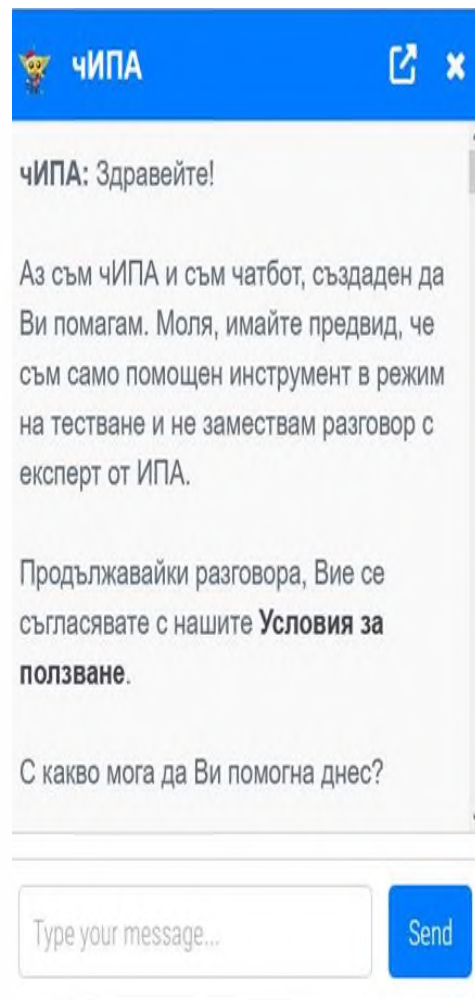 чИПА
чИПА: Здравейте!
Аз съм чИПА и съм чатбот, създаден да
Ви помагам. Моля, имайте предвид, че
съм само помощен инструмент в режим
на тестване и не замествам разговор с
експерт от ИПА.
Продължавайки разговора, Вие се
съгласявате с нашите Условия за
ползване.
С какво мога да Ви помогна днес?
Type your message...
Send